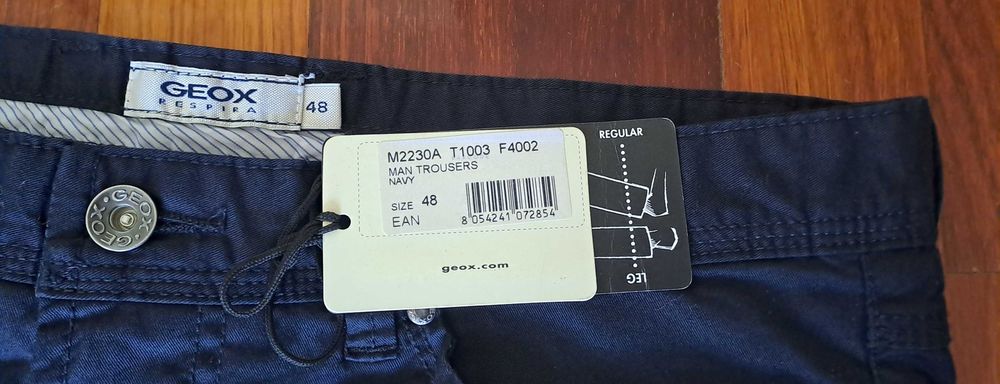 GEOX
RESPIRA
48
GEOX • GEOX •
M2230A T1003 F4002
MAN TROUSERS
NAVY
SIZE 48
EAN
8 054241 072854
geox.com
REGULAR
LEG